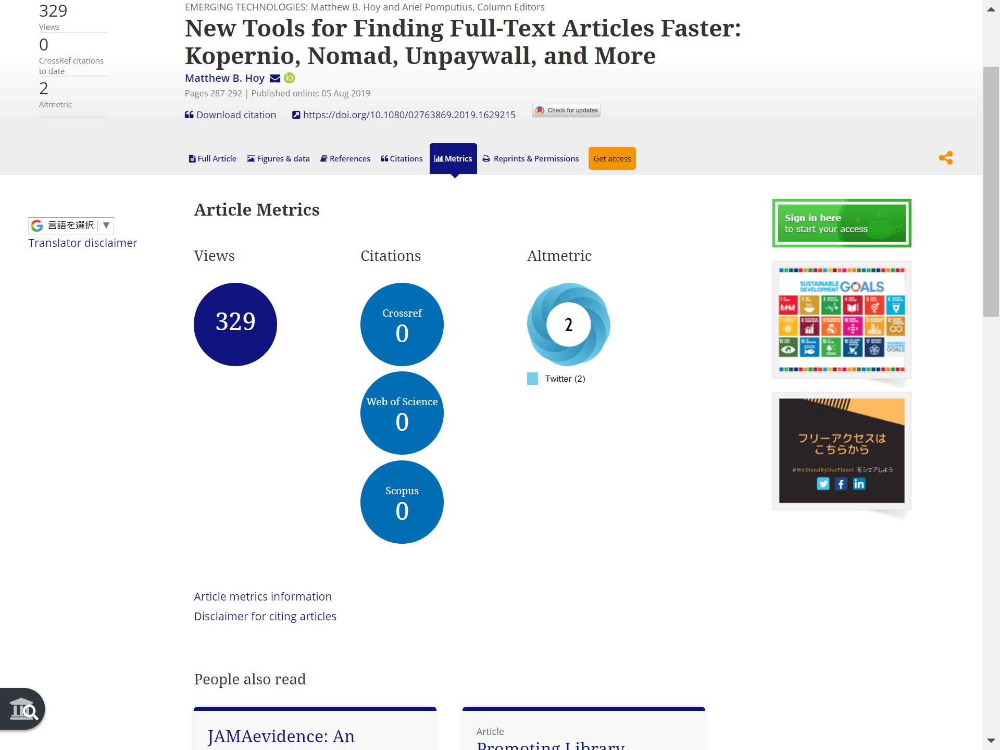 329
Views
0
CrossRef citations
to date
2
Altmetric
EMERGING TECHNOLOGIES: Matthew B. Hoy and Ariel Pomputius, Column Editors
New Tools for Finding Full-Text Articles Faster:
Kopernio, Nomad, Unpaywall, and More
Matthew B. Hoy
iD
Pages 287-292 | Published online: 05 Aug 2019
Download citation
https://doi.org/10.1080/02763869.2019.1629215
Check for updates
Full Article
Figures & data
References
Citations
Metrics
Reprints & Permissions
Get access
言語を選択 ▼
Translator disclaimer
Article Metrics
Views
329
Citations
Crossref
0
Web of Science
0
Scopus
0
Altmetric
2
Twitter (2)
Sign in here
to start your access
SUSTAINABLE
DEVELOPMENT GOALS
フリーアクセスは
こちらから
#WeStandByOurPlanet をシェアしよう
Article metrics information
Disclaimer for citing articles
People also read
JAMAevidence: An
Article
Promoting Library